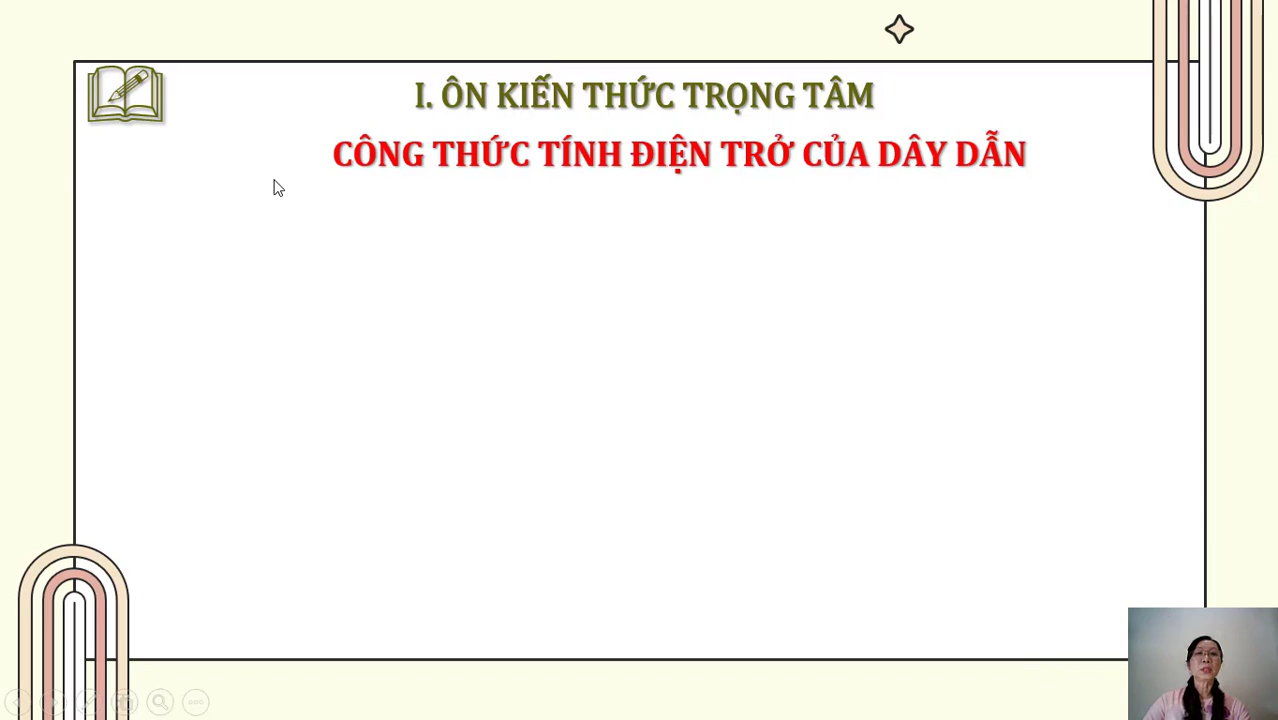 I. ÔN KIẾN THỨC TRỌNG TÂM
CÔNG THỨC TÍNH ĐIỆN TRỞ CỦA DÂY DẪN